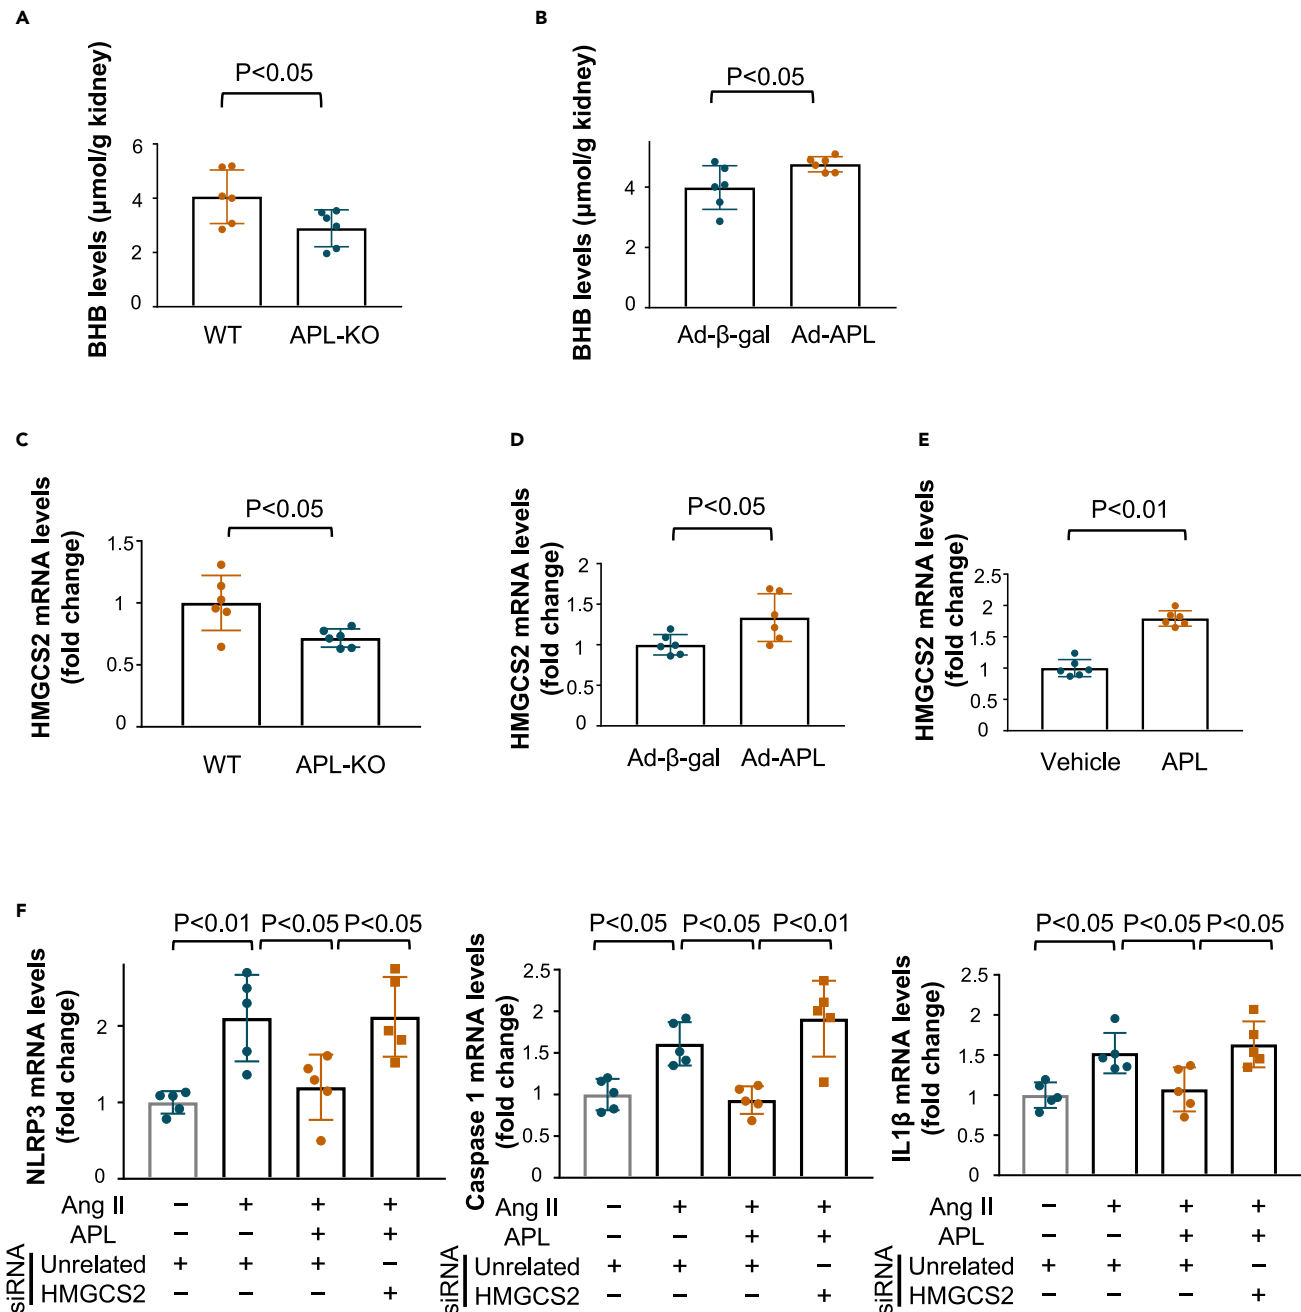 A
BHB levels (μmol/g kidney)
P<0.05
6
4
2
0
WT
APL-KO
B
BHB levels (μmol/g kidney)
P<0.05
4
2
0
Ad-β-gal
Ad-APL
C
HMGCS2 mRNA levels
(fold change)
P<0.05
1.5
1
0.5
0
WT
APL-KO
D
HMGCS2 mRNA levels
(fold change)
P<0.05
2
1.5
1
0.5
0
Ad-β-gal
Ad-APL
E
HMGCS2 mRNA levels
(fold change)
P<0.01
2.5
2
1.5
1
0.5
0
Vehicle
APL
F
NLRP3 mRNA levels
(fold change)
P<0.01 P<0.05 P<0.05
2
1
0
Ang II − + + +
APL − − + +
siRNA
Unrelated + + + −
HMGCS2 − − − +
Caspase 1 mRNA levels
(fold change)
P<0.05 P<0.05 P<0.01
2.5
2
1.5
1
0.5
0
Ang II − + + +
APL − − + +
siRNA
Unrelated + + + −
HMGCS2 − − − +
IL1β mRNA levels
(fold change)
P<0.05 P<0.05 P<0.05
2.5
2
1.5
1
0.5
0
Ang II − + + +
APL − − + +
siRNA
Unrelated + + + −
HMGCS2 − − − +